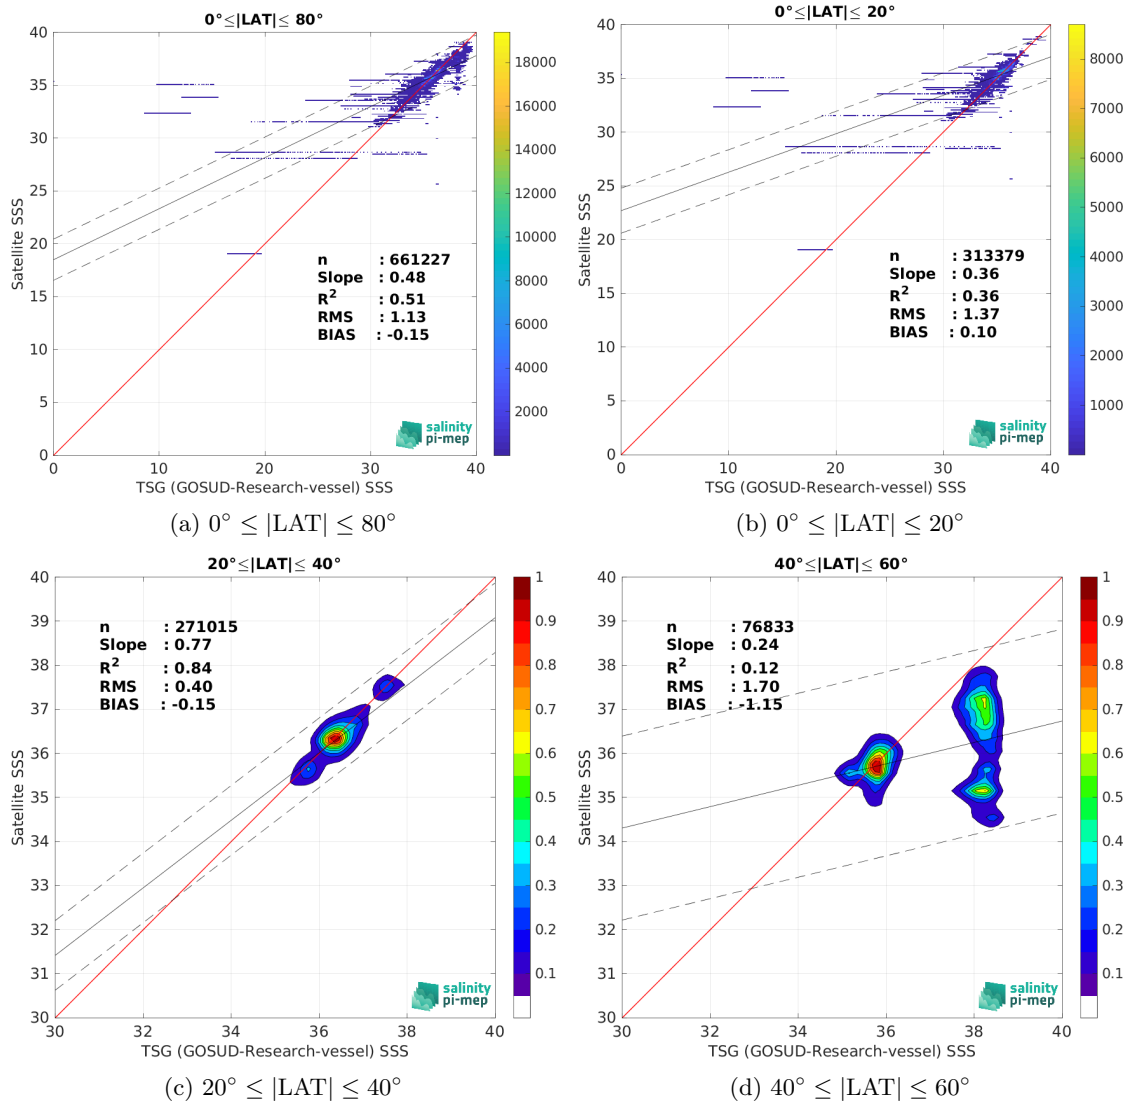 0°≤|LAT|≤ 80°
40
35
30
25
20
15
10
5
0
Satellite SSS
0
10
20
30
40
TSG (GOSUD-Research-vessel) SSS
n : 661227
Slope : 0.48
R² : 0.51
RMS : 1.13
BIAS : -0.15
salinity
pi-mep
18000
16000
14000
12000
10000
8000
6000
4000
2000
(a) 0° ≤ |LAT| ≤ 80°
0°≤|LAT|≤ 20°
40
35
30
25
20
15
10
5
0
Satellite SSS
0
10
20
30
40
TSG (GOSUD-Research-vessel) SSS
n : 313379
Slope : 0.36
R² : 0.36
RMS : 1.37
BIAS : 0.10
salinity
pi-mep
8000
7000
6000
5000
4000
3000
2000
1000
(b) 0° ≤ |LAT| ≤ 20°
20°≤|LAT|≤ 40°
40
39
38
37
36
35
34
33
32
31
30
Satellite SSS
30
32
34
36
38
40
TSG (GOSUD-Research-vessel) SSS
n : 271015
Slope : 0.77
R² : 0.84
RMS : 0.40
BIAS : -0.15
salinity
pi-mep
1
0.9
0.8
0.7
0.6
0.5
0.4
0.3
0.2
0.1
(c) 20° ≤ |LAT| ≤ 40°
40°≤|LAT|≤ 60°
40
39
38
37
36
35
34
33
32
31
30
Satellite SSS
30
32
34
36
38
40
TSG (GOSUD-Research-vessel) SSS
n : 76833
Slope : 0.24
R² : 0.12
RMS : 1.70
BIAS : -1.15
salinity
pi-mep
1
0.9
0.8
0.7
0.6
0.5
0.4
0.3
0.2
0.1
(d) 40° ≤ |LAT| ≤ 60°